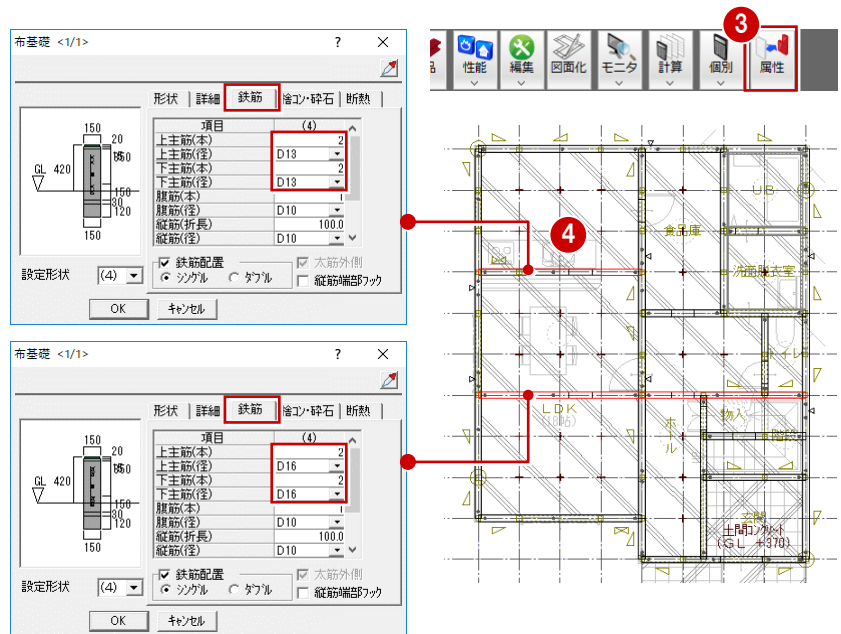 布基礎 <1/1>
? ×
形状 詳細 鉄筋 捨コン・砕石 断熱
150
20
GL 420
150
30
120
150
項目 (4)
上主筋(本) 2
上主筋(径) D13
下主筋(本) 2
下主筋(径) D13
腹筋(本) 1
腹筋(径) D10
縦筋(折長) 100.0
縦筋(径) D10
鉄筋配置
太筋外側
シングル ダブル
縦筋端部フック
設定形状 (4)
OK キャンセル
布基礎 <1/1>
? ×
形状 詳細 鉄筋 捨コン・砕石 断熱
150
20
GL 420
150
30
120
150
項目 (4)
上主筋(本) 2
上主筋(径) D16
下主筋(本) 2
下主筋(径) D16
腹筋(本) 1
腹筋(径) D10
縦筋(折長) 100.0
縦筋(径) D10
鉄筋配置
太筋外側
シングル ダブル
縦筋端部フック
設定形状 (4)
OK キャンセル
3
品 性能 編集 図面化 モニタ 計算 個別 属性
4
UB
食品庫
洗面脱衣室
トイレ
LDK
(18帖)
ホール
物入
階段
玄関
土間コンクリート
(GL +370)